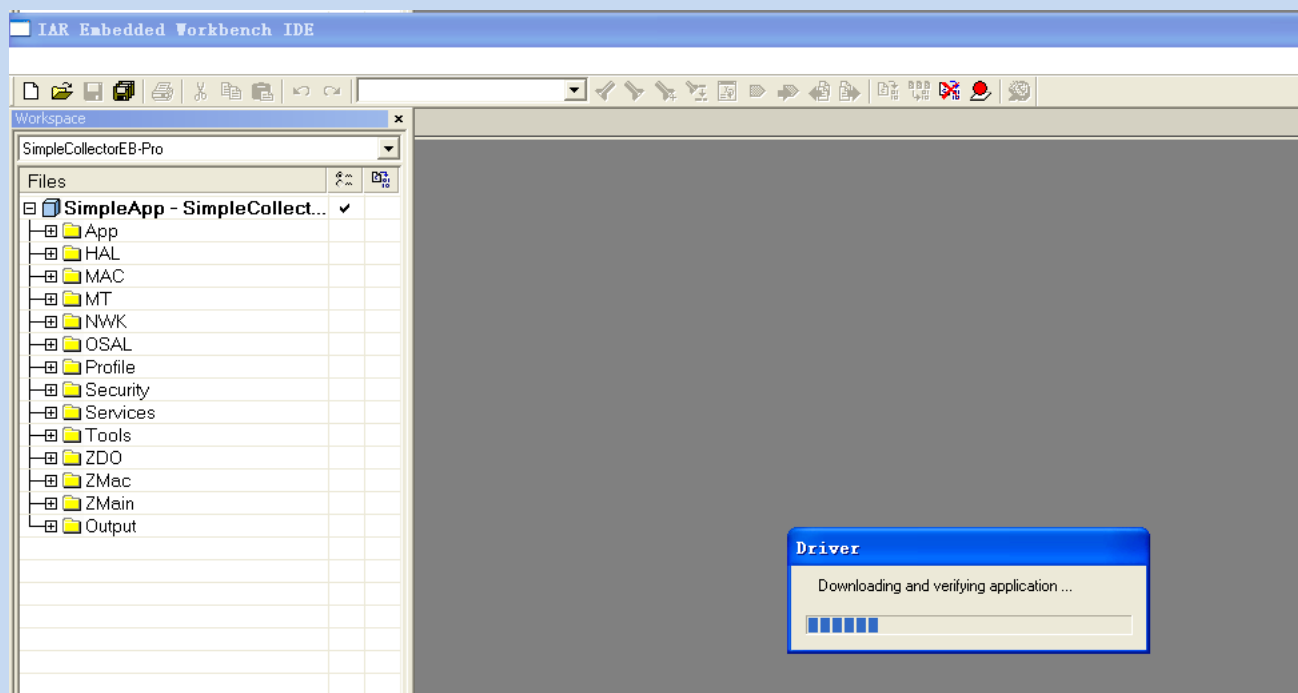 IAR Embedded Workbench IDE
Workspace
SimpleCollectorEB-Pro
Files
SimpleApp - SimpleCollect...
App
HAL
MAC
MT
NWK
OSAL
Profile
Security
Services
Tools
ZDO
ZMac
ZMain
Output
Driver
Downloading and verifying application ...